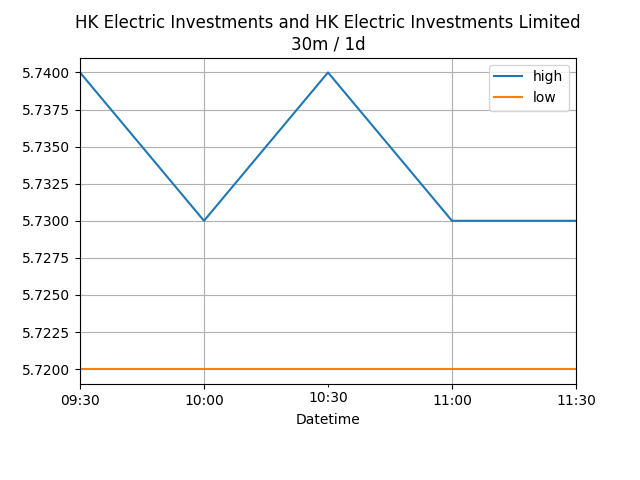 HK Electric Investments and HK Electric Investments Limited
30m / 1d
5.7400
5.7375
5.7350
5.7325
5.7300
5.7275
5.7250
5.7225
5.7200
high
low
09:30 10:00 10:30 11:00 11:30
Datetime